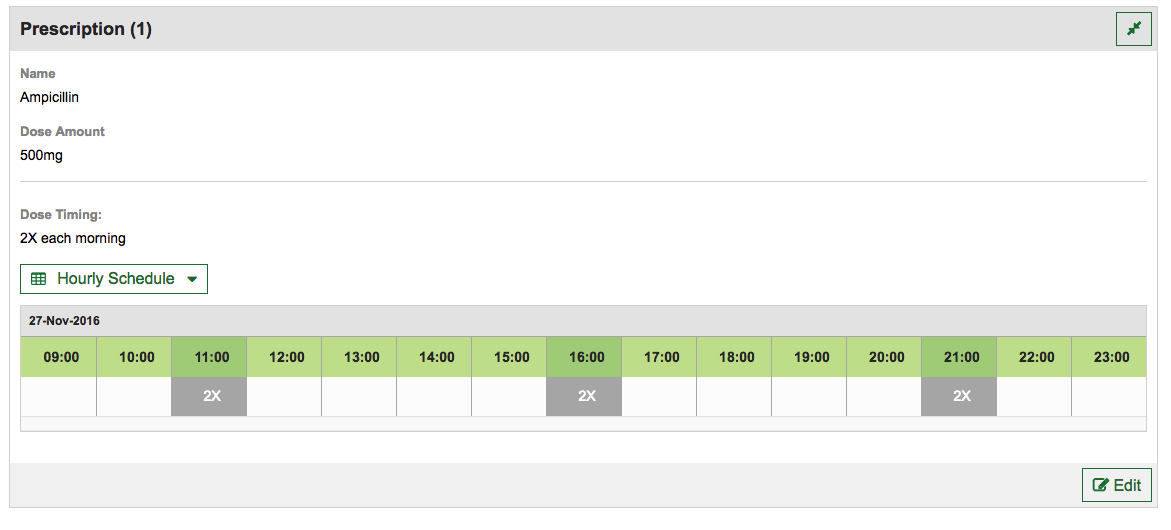 Prescription (1)
Name
Ampicillin
Dose Amount
500mg
Dose Timing:
2X each morning
Hourly Schedule
27-Nov-2016
09:00 10:00 11:00 12:00 13:00 14:00 15:00 16:00 17:00 18:00 19:00 20:00 21:00 22:00 23:00
2X 2X 2X
Edit